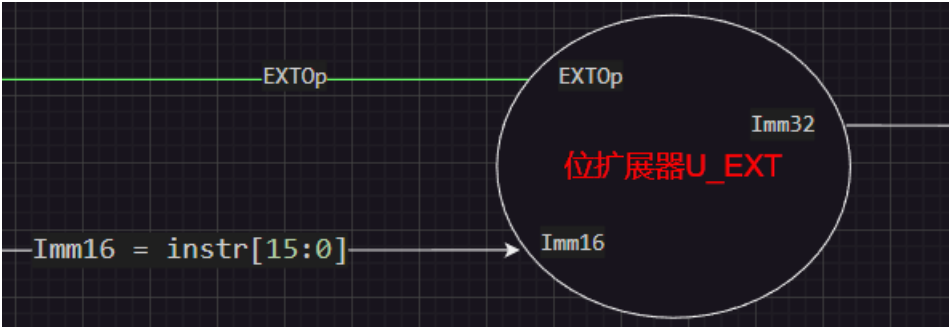 EXTOp
EXTOp
Imm32
位扩展器U_EXT
Imm16 = instr[15:0]
Imm16